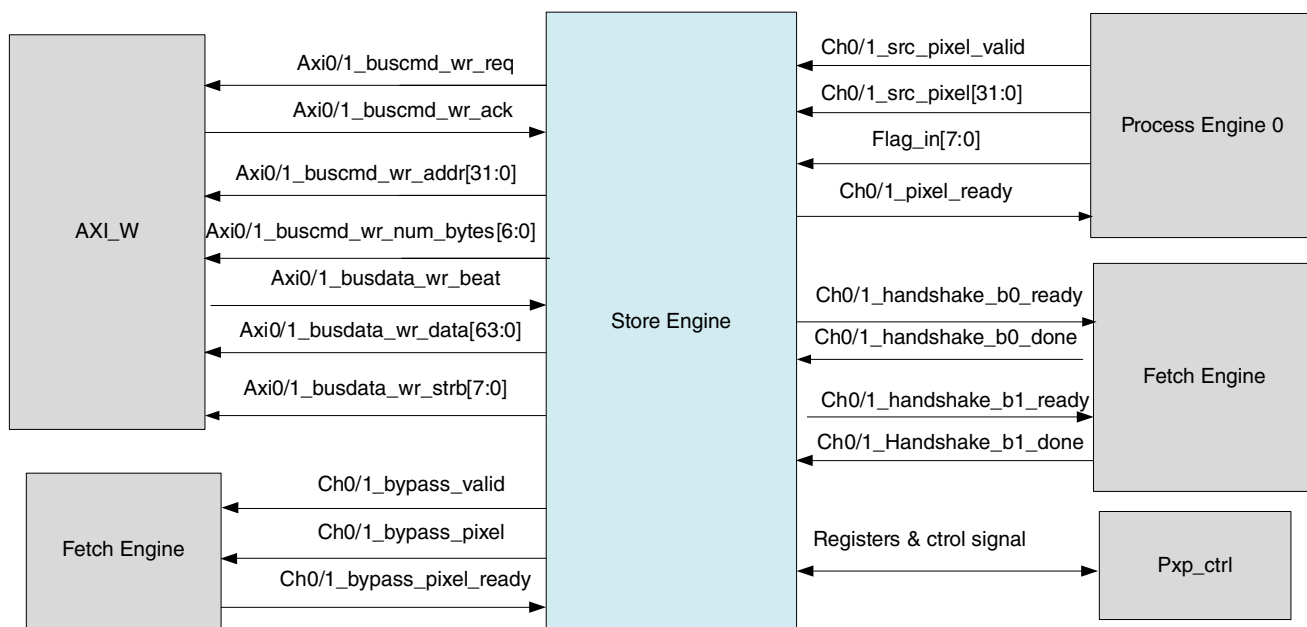 AXI_W
Axi0/1_buscmd_wr_req
Axi0/1_buscmd_wr_ack
Axi0/1_buscmd_wr_addr[31:0]
Axi0/1_buscmd_wr_num_bytes[6:0]
Axi0/1_busdata_wr_beat
Axi0/1_busdata_wr_data[63:0]
Axi0/1_busdata_wr_strb[7:0]
Fetch Engine
Ch0/1_bypass_valid
Ch0/1_bypass_pixel
Ch0/1_bypass_pixel_ready
Store Engine
Ch0/1_src_pixel_valid
Ch0/1_src_pixel[31:0]
Flag_in[7:0]
Ch0/1_pixel_ready
Process Engine 0
Ch0/1_handshake_b0_ready
Ch0/1_handshake_b0_done
Ch0/1_handshake_b1_ready
Ch0/1_Handshake_b1_done
Fetch Engine
Registers & ctrol signal
Pxp_ctrl